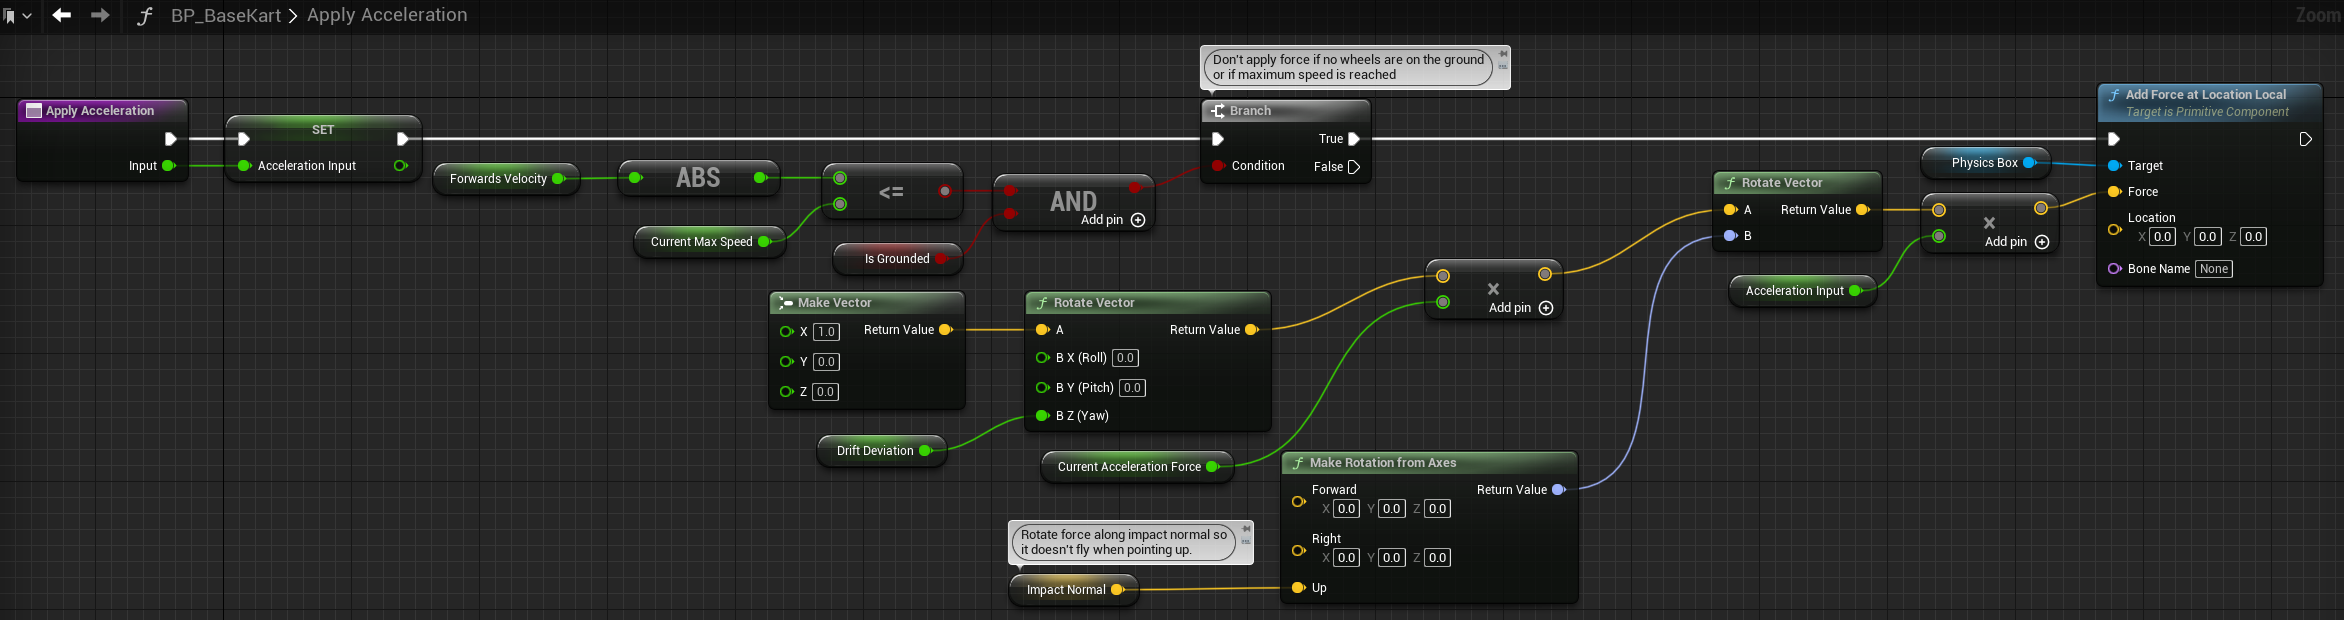 BP_BaseKart > Apply Acceleration
Zoom
Don't apply force if no wheels are on the ground
or if maximum speed is reached
Apply Acceleration
Input
SET
Acceleration Input
Forwards Velocity
ABS
Current Max Speed
<=
Is Grounded
AND
Add pin
Branch
True
Condition
False
Make Vector
X 1.0
Return Value
Y 0.0
Z 0.0
Drift Deviation
Rotate Vector
A
Return Value
B X (Roll) 0.0
B Y (Pitch) 0.0
B Z (Yaw)
Current Acceleration Force
×
Add pin
Rotate force along impact normal so
it doesn't fly when pointing up.
Impact Normal
Make Rotation from Axes
Forward
Return Value
X 0.0 Y 0.0 Z 0.0
Right
X 0.0 Y 0.0 Z 0.0
Up
Rotate Vector
A
Return Value
B
Acceleration Input
Physics Box
×
Add pin
Add Force at Location Local
Target is Primitive Component
Target
Force
Location
X 0.0 Y 0.0 Z 0.0
Bone Name None